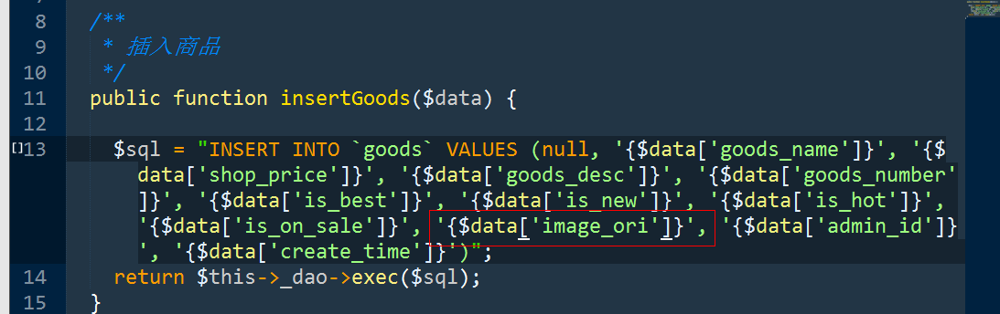 8 /**
9 * 插入商品
10 */
11 public function insertGoods($data) {
12
13 $sql = "INSERT INTO `goods` VALUES (null, '{$data['goods_name']}', '{$
data['shop_price']}', '{$data['goods_desc']}', '{$data['goods_number'
]}', '{$data['is_best']}', '{$data['is_new']}', '{$data['is_hot']}',
'{$data['is_on_sale']}', '{$data['image_ori']}', '{$data['admin_id']}
', '{$data['create_time']}')";
14 return $this->_dao->exec($sql);
15 }